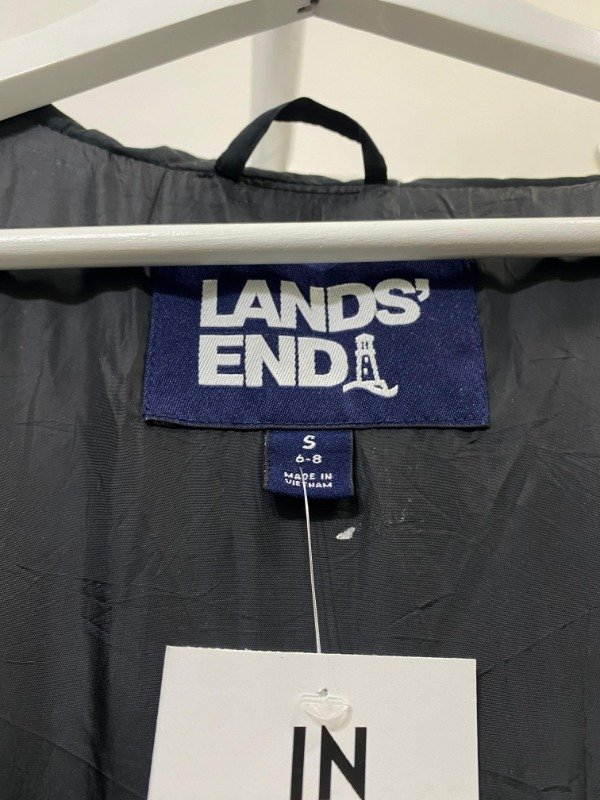 LANDS'
END
S
6-8
MADE IN
VIETNAM
IN